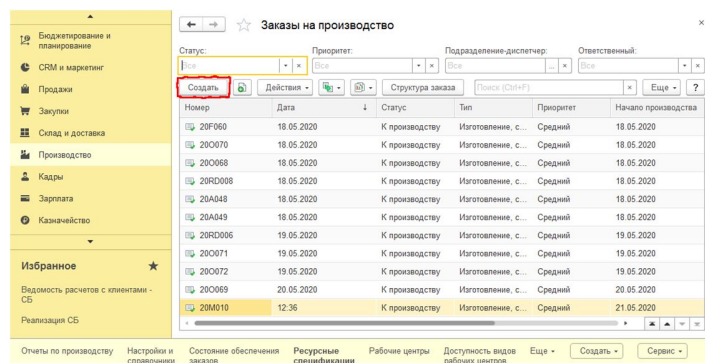 Заказы на производство
Бюджетирование и
планирование
CRM и маркетинг
Продажи
Закупки
Склад и доставка
Производство
Кадры
Зарплата
Казначейство
Избранное
Ведомость расчетов с клиентами -
СБ
Реализация СБ
Статус: Приоритет: Подразделение-диспетчер: Ответственный:
Все Все Все Все
Создать Действия Структура заказа Поиск (Ctrl+F) × Еще ?
Номер Дата ↓ Статус Тип Приоритет Начало производства
20F060 18.05.2020 К производству Изготовление, с... Средний 18.05.2020
20О070 18.05.2020 К производству Изготовление, с... Средний 18.05.2020
20О068 18.05.2020 К производству Изготовление, с... Средний 18.05.2020
20RD008 18.05.2020 К производству Изготовление, с... Средний 18.05.2020
20А048 18.05.2020 К производству Изготовление, с... Средний 18.05.2020
20А049 18.05.2020 К производству Изготовление, с... Средний 18.05.2020
20RD006 19.05.2020 К производству Изготовление, с... Средний 19.05.2020
20О071 19.05.2020 К производству Изготовление, с... Средний 19.05.2020
20О072 19.05.2020 К производству Изготовление, с... Средний 19.05.2020
20О069 20.05.2020 К производству Изготовление, с... Средний 20.05.2020
20М010 12:36 К производству Изготовление, с... Средний 21.05.2020
Отчеты по производству Настройки и Состояние обеспечения Ресурсные Рабочие центры Доступность видов Еще Создать Сервис
справочники заказов спецификации рабочих центров